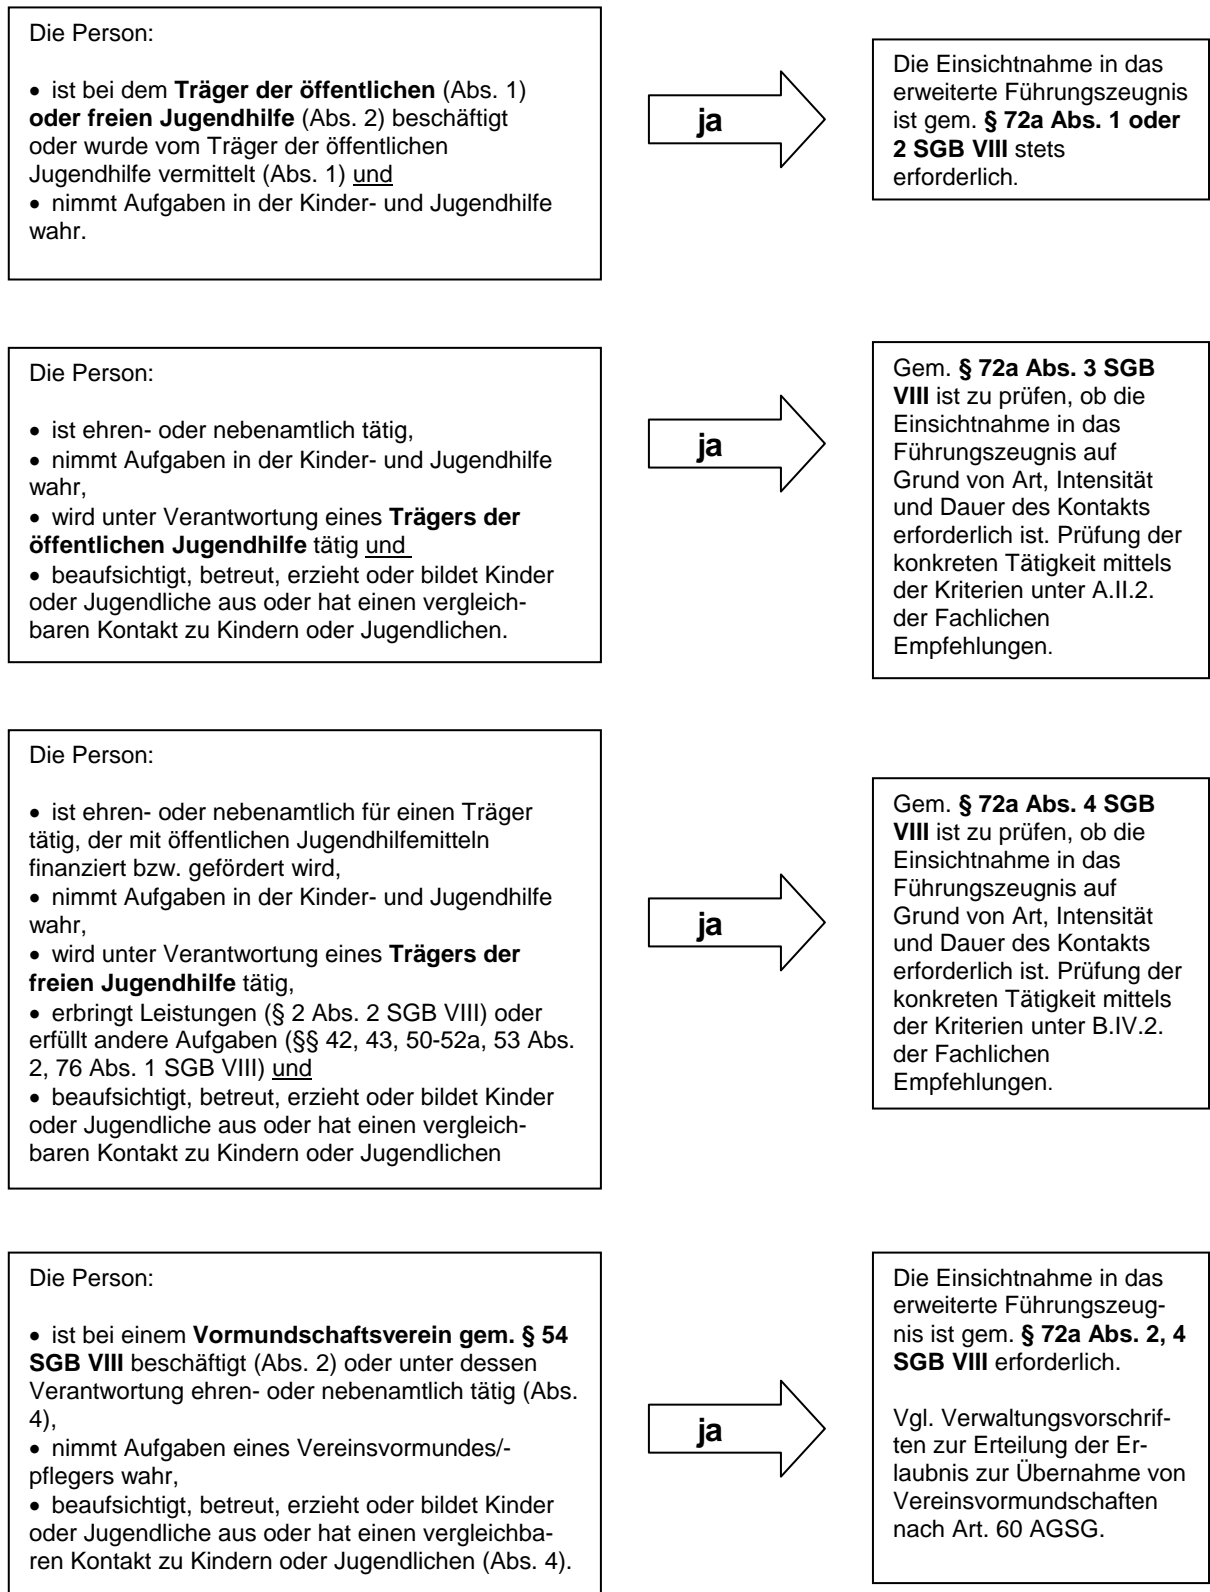 Die Person:
• ist bei dem Träger der öffentlichen (Abs. 1)
oder freien Jugendhilfe (Abs. 2) beschäftigt
oder wurde vom Träger der öffentlichen
Jugendhilfe vermittelt (Abs. 1) und
• nimmt Aufgaben in der Kinder- und Jugendhilfe
wahr.
ja
Die Einsichtnahme in das
erweiterte Führungszeugnis
ist gem. § 72a Abs. 1 oder
2 SGB VIII stets
erforderlich.
Die Person:
• ist ehren- oder nebenamtlich tätig,
• nimmt Aufgaben in der Kinder- und Jugendhilfe
wahr,
• wird unter Verantwortung eines Trägers der
öffentlichen Jugendhilfe tätig und
• beaufsichtigt, betreut, erzieht oder bildet Kinder
oder Jugendliche aus oder hat einen vergleich-
baren Kontakt zu Kindern oder Jugendlichen.
ja
Gem. § 72a Abs. 3 SGB
VIII ist zu prüfen, ob die
Einsichtnahme in das
Führungszeugnis auf
Grund von Art, Intensität
und Dauer des Kontakts
erforderlich ist. Prüfung der
konkreten Tätigkeit mittels
der Kriterien unter A.II.2.
der Fachlichen
Empfehlungen.
Die Person:
• ist ehren- oder nebenamtlich für einen Träger
tätig, der mit öffentlichen Jugendhilfemitteln
finanziert bzw. gefördert wird,
• nimmt Aufgaben in der Kinder- und Jugendhilfe
wahr,
• wird unter Verantwortung eines Trägers der
freien Jugendhilfe tätig,
• erbringt Leistungen (§ 2 Abs. 2 SGB VIII) oder
erfüllt andere Aufgaben (§§ 42, 43, 50-52a, 53 Abs.
2, 76 Abs. 1 SGB VIII) und
• beaufsichtigt, betreut, erzieht oder bildet Kinder
oder Jugendliche aus oder hat einen vergleich-
baren Kontakt zu Kindern oder Jugendlichen
ja
Gem. § 72a Abs. 4 SGB
VIII ist zu prüfen, ob die
Einsichtnahme in das
Führungszeugnis auf
Grund von Art, Intensität
und Dauer des Kontakts
erforderlich ist. Prüfung der
konkreten Tätigkeit mittels
der Kriterien unter B.IV.2.
der Fachlichen
Empfehlungen.
Die Person:
• ist bei einem Vormundschaftsverein gem. § 54
SGB VIII beschäftigt (Abs. 2) oder unter dessen
Verantwortung ehren- oder nebenamtlich tätig (Abs.
4),
• nimmt Aufgaben eines Vereinsvormundes/-
pflegers wahr,
• beaufsichtigt, betreut, erzieht oder bildet Kinder
oder Jugendliche aus oder hat einen vergleichba-
ren Kontakt zu Kindern oder Jugendlichen (Abs. 4).
ja
Die Einsichtnahme in das
erweiterte Führungszeug-
nis ist gem. § 72a Abs. 2, 4
SGB VIII erforderlich.
Vgl. Verwaltungsvorschrif-
ten zur Erteilung der Er-
laubnis zur Übernahme von
Vereinsvormundschaften
nach Art. 60 AGSG.